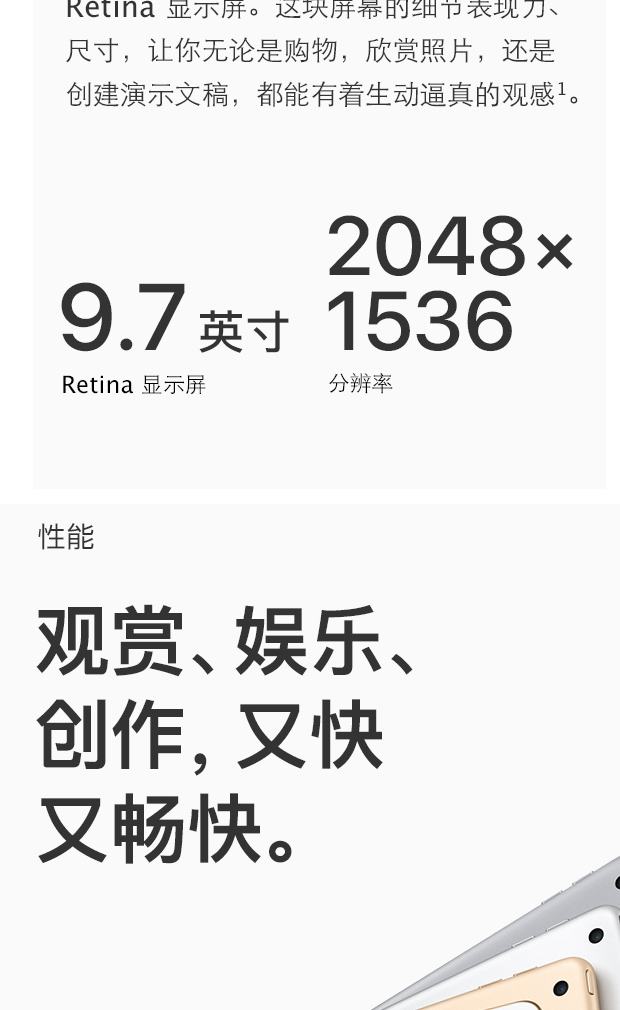 Retina 显示屏。这块屏幕的细节表现力、
尺寸，让你无论是购物，欣赏照片，还是
创建演示文稿，都能有着生动逼真的观感¹。
2048×
1536
9.7 英寸
Retina 显示屏
分辨率
性能
观赏、娱乐、
创作，又快
又畅快。